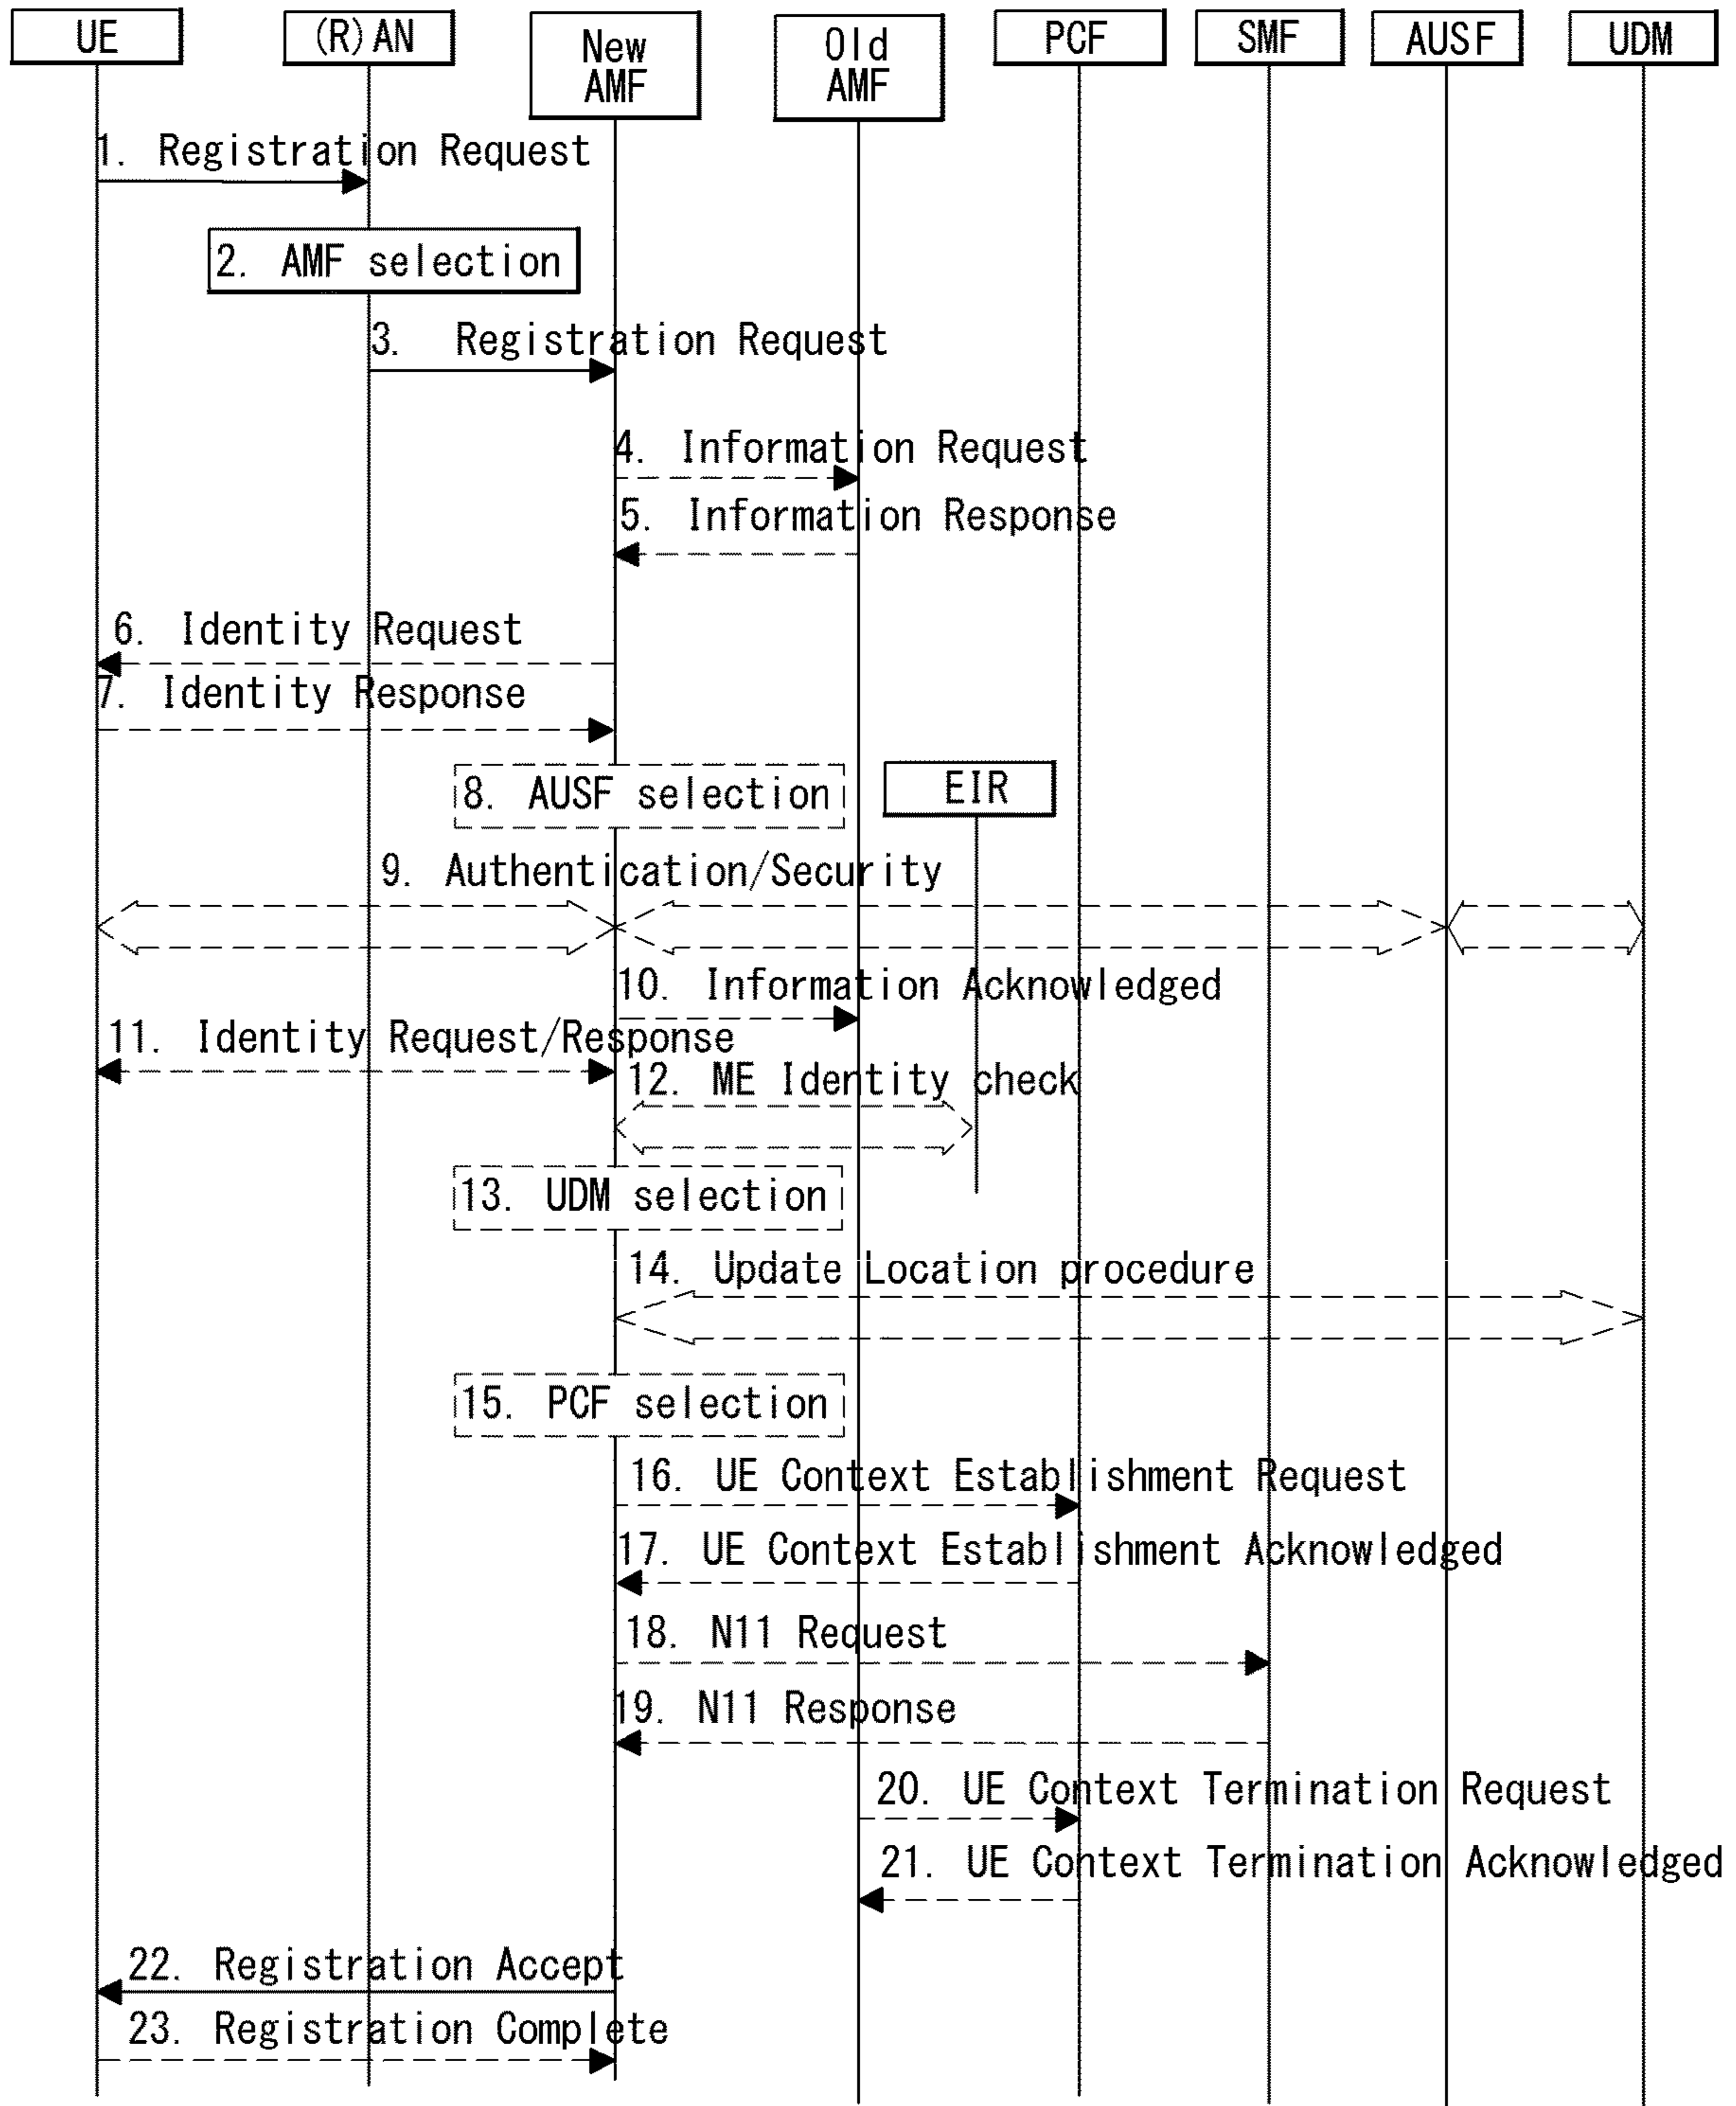 UE
(R)AN
New
AMF
Old
AMF
PCF
SMF
AUSF
UDM
1. Registration Request
2. AMF selection
3. Registration Request
4. Information Request
5. Information Response
6. Identity Request
7. Identity Response
8. AUSF selection
EIR
9. Authentication/Security
10. Information Acknowledged
11. Identity Request/Response
12. ME Identity check
13. UDM selection
14. Update Location procedure
15. PCF selection
16. UE Context Establishment Request
17. UE Context Establishment Acknowledged
18. N11 Request
19. N11 Response
20. UE Context Termination Request
21. UE Context Termination Acknowledged
22. Registration Accept
23. Registration Complete